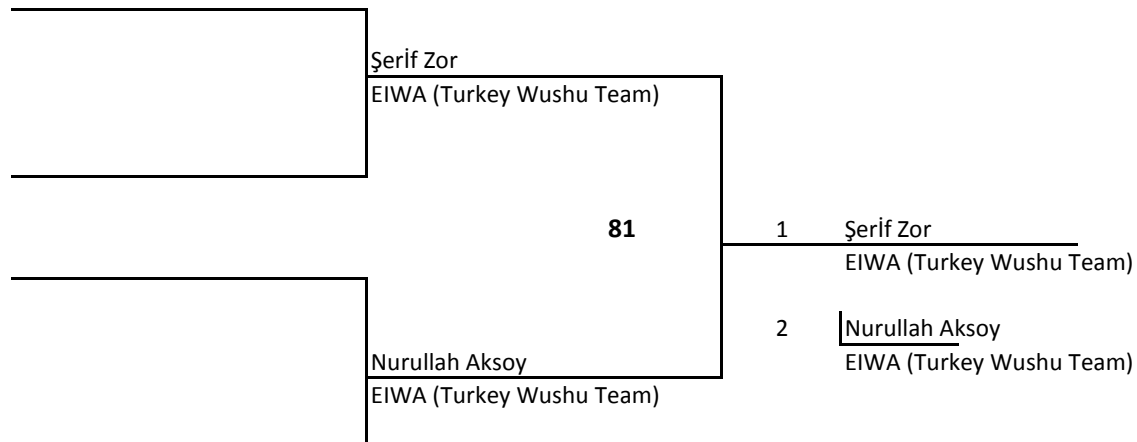 Şerİf Zor
EIWA (Turkey Wushu Team)
81
1 Şerİf Zor
EIWA (Turkey Wushu Team)
2 Nurullah Aksoy
EIWA (Turkey Wushu Team)
Nurullah Aksoy
EIWA (Turkey Wushu Team)